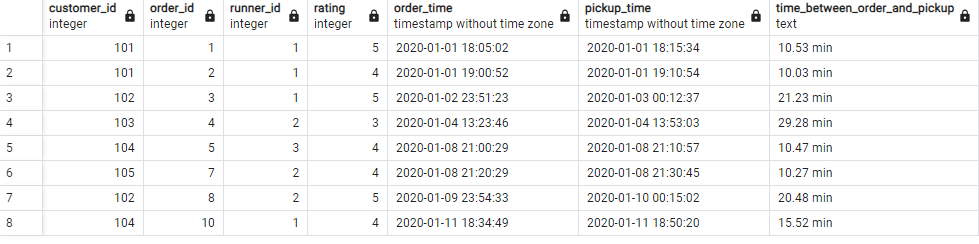 customer_id order_id runner_id rating order_time pickup_time time_between_order_and_pickup
integer integer integer integer timestamp without time zone timestamp without time zone text
1 101 1 1 5 2020-01-01 18:05:02 2020-01-01 18:15:34 10.53 min
2 101 2 1 4 2020-01-01 19:00:52 2020-01-01 19:10:54 10.03 min
3 102 3 1 5 2020-01-02 23:51:23 2020-01-03 00:12:37 21.23 min
4 103 4 2 3 2020-01-04 13:23:46 2020-01-04 13:53:03 29.28 min
5 104 5 3 4 2020-01-08 21:00:29 2020-01-08 21:10:57 10.47 min
6 105 7 2 4 2020-01-08 21:20:29 2020-01-08 21:30:45 10.27 min
7 102 8 2 5 2020-01-09 23:54:33 2020-01-10 00:15:02 20.48 min
8 104 10 1 4 2020-01-11 18:34:49 2020-01-11 18:50:20 15.52 min